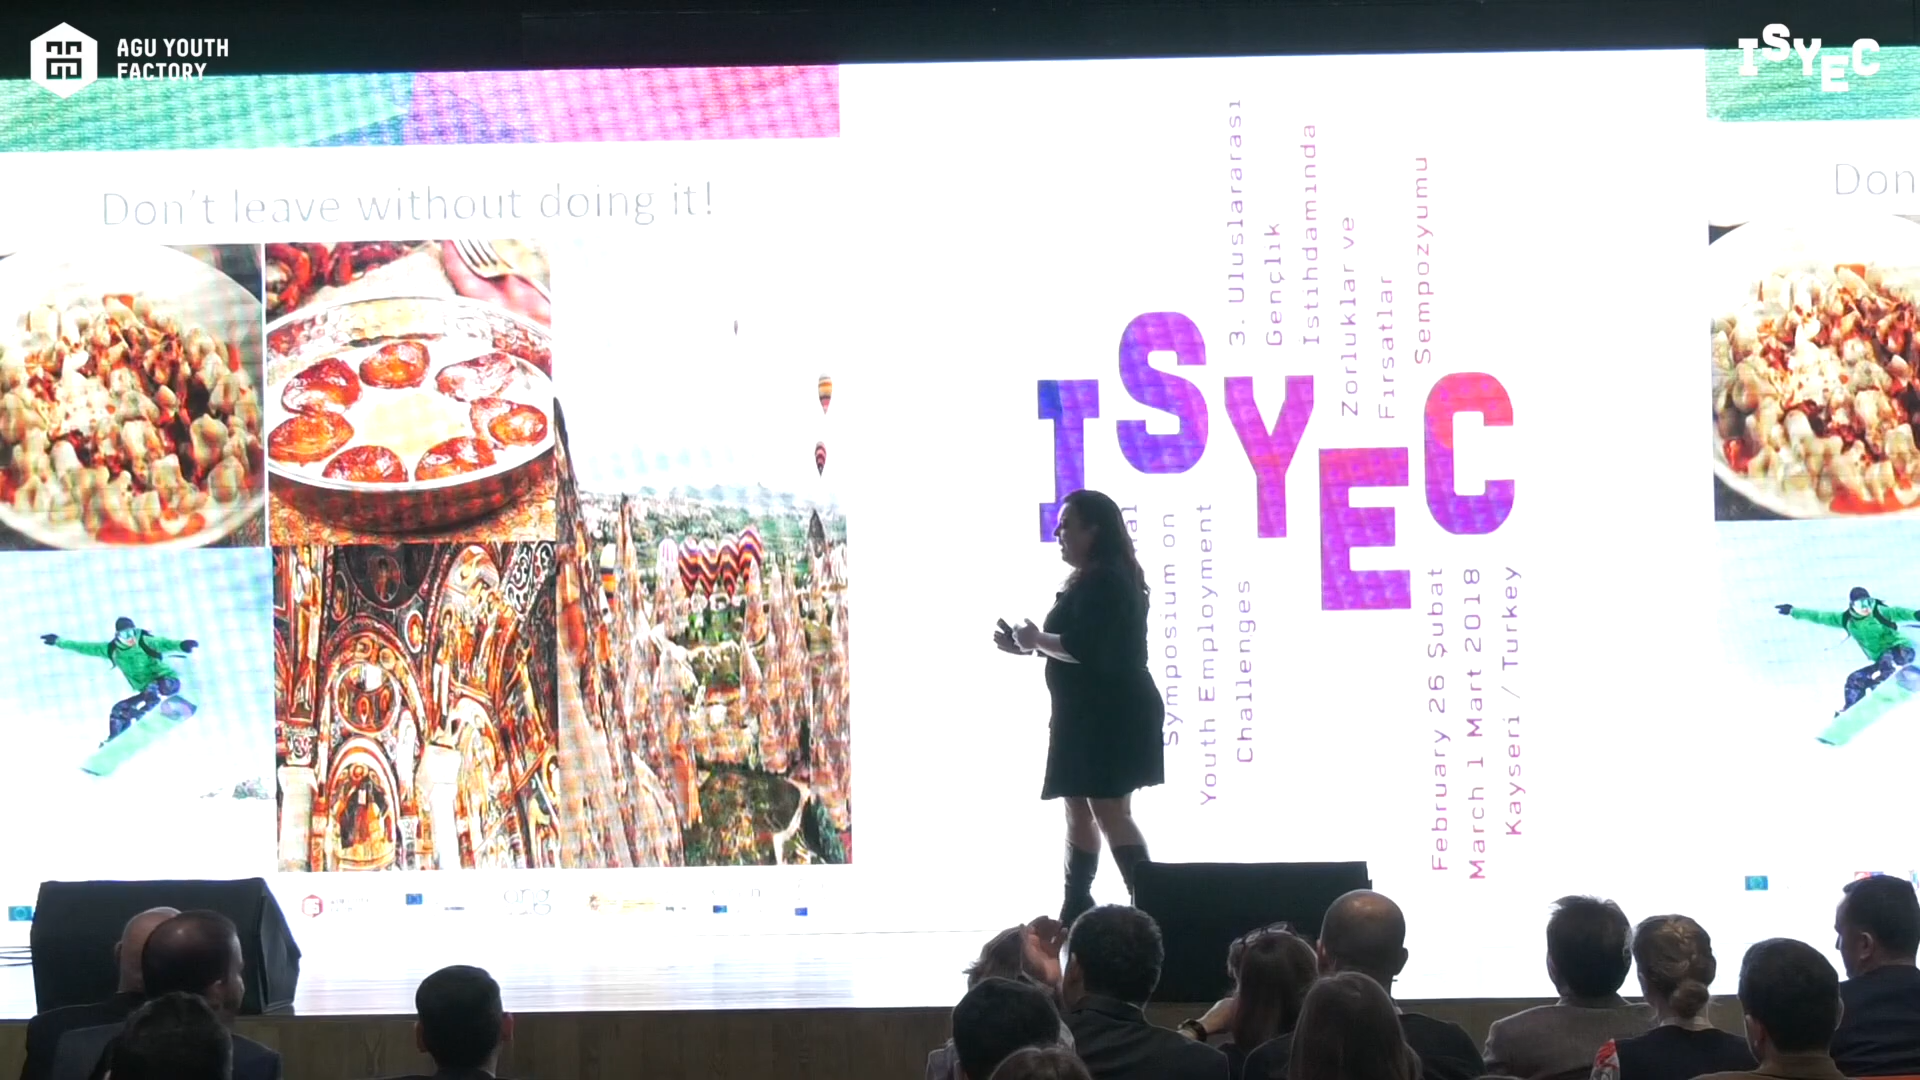 AGU YOUTH
FACTORY
ISYEC
Don't leave without doing it!
Don
3. Uluslararası
Gençlik
İstihdamında
Zorluklar ve
Fırsatlar
Sempozyumu
ISYEC
Symposium on
Youth Employment
Challenges
February 26 Şubat
March 1 Mart 2018
Kayseri / Turkey